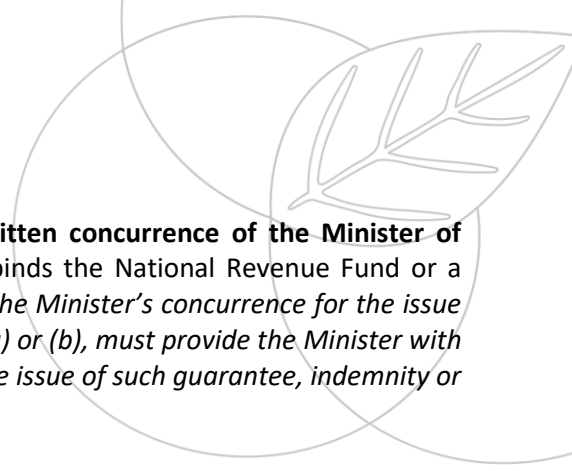 itten concurrence of the Minister of
binds the National Revenue Fund or a
he Minister's concurrence for the issue
) or (b), must provide the Minister with
e issue of such guarantee, indemnity or